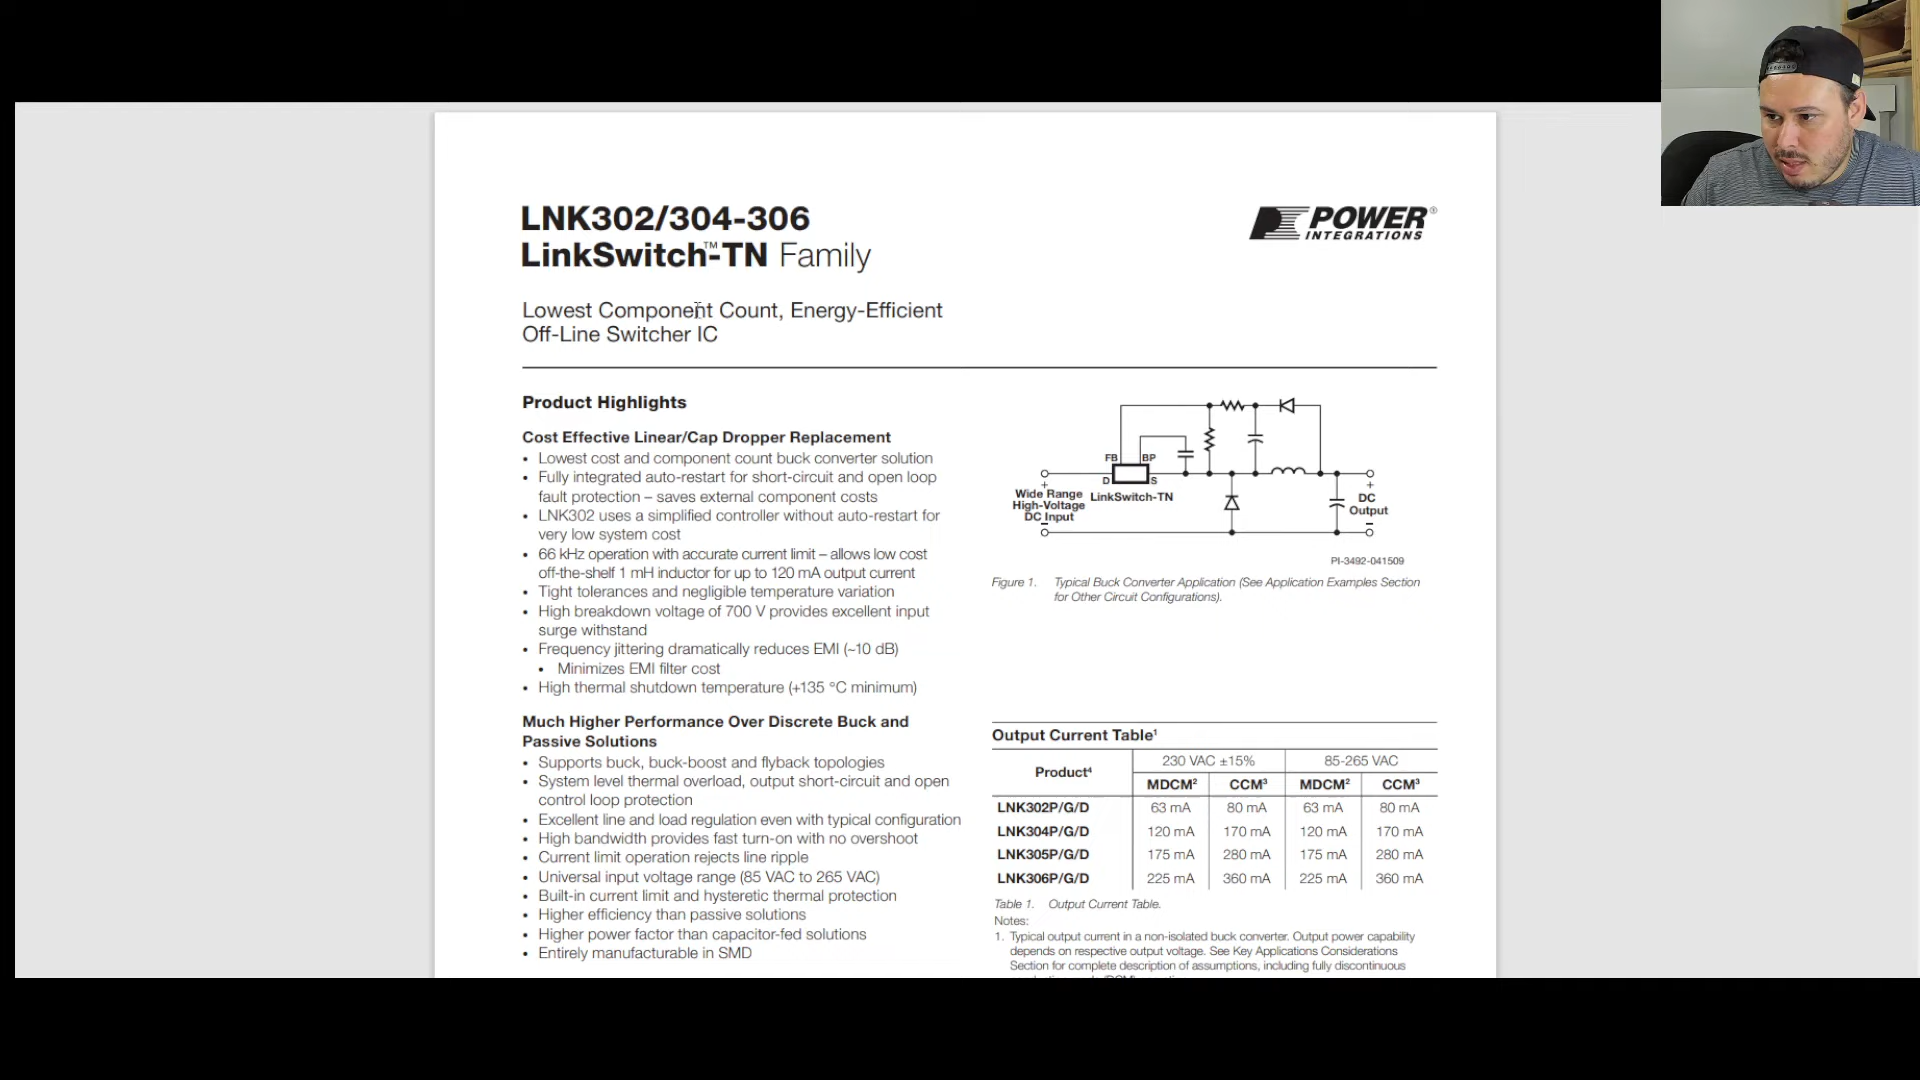 LNK302/304-306
LinkSwitch™-TN Family
POWER®
INTEGRATIONS
Lowest Component Count, Energy-Efficient
Off-Line Switcher IC
Product Highlights
Cost Effective Linear/Cap Dropper Replacement
• Lowest cost and component count buck converter solution
• Fully integrated auto-restart for short-circuit and open loop
fault protection – saves external component costs
• LNK302 uses a simplified controller without auto-restart for
very low system cost
• 66 kHz operation with accurate current limit – allows low cost
off-the-shelf 1 mH inductor for up to 120 mA output current
• Tight tolerances and negligible temperature variation
• High breakdown voltage of 700 V provides excellent input
surge withstand
• Frequency jittering dramatically reduces EMI (~10 dB)
• Minimizes EMI filter cost
• High thermal shutdown temperature (+135 °C minimum)
Much Higher Performance Over Discrete Buck and
Passive Solutions
• Supports buck, buck-boost and flyback topologies
• System level thermal overload, output short-circuit and open
control loop protection
• Excellent line and load regulation even with typical configuration
• High bandwidth provides fast turn-on with no overshoot
• Current limit operation rejects line ripple
• Universal input voltage range (85 VAC to 265 VAC)
• Built-in current limit and hysteretic thermal protection
• Higher efficiency than passive solutions
• Higher power factor than capacitor-fed solutions
• Entirely manufacturable in SMD
FB BP
D S
+ +
Wide Range LinkSwitch-TN DC
High-Voltage Output
DC Input
PI-3492-041509
Figure 1. Typical Buck Converter Application (See Application Examples Section
for Other Circuit Configurations).
Output Current Table¹
Product⁴ 230 VAC ±15% 85-265 VAC
MDCM² CCM³ MDCM² CCM³
LNK302P/G/D 63 mA 80 mA 63 mA 80 mA
LNK304P/G/D 120 mA 170 mA 120 mA 170 mA
LNK305P/G/D 175 mA 280 mA 175 mA 280 mA
LNK306P/G/D 225 mA 360 mA 225 mA 360 mA
Table 1. Output Current Table.
Notes:
1. Typical output current in a non-isolated buck converter. Output power capability
depends on respective output voltage. See Key Applications Considerations
Section for complete description of assumptions, including fully discontinuous